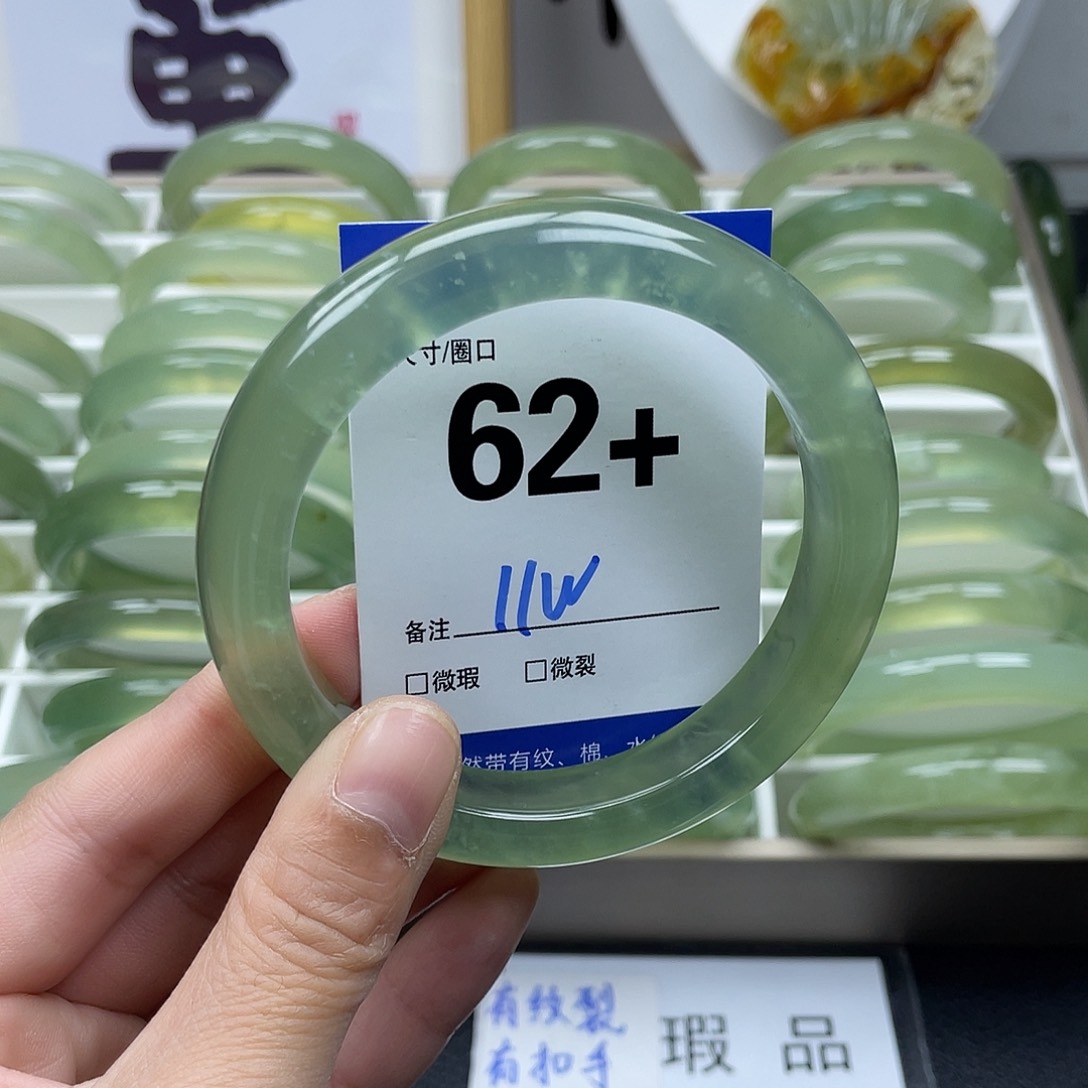 寸/圈口
62+
11W
备注
□微瑕 □微裂
然带有纹、棉、水
有纹裂
有扣手
瑕 品